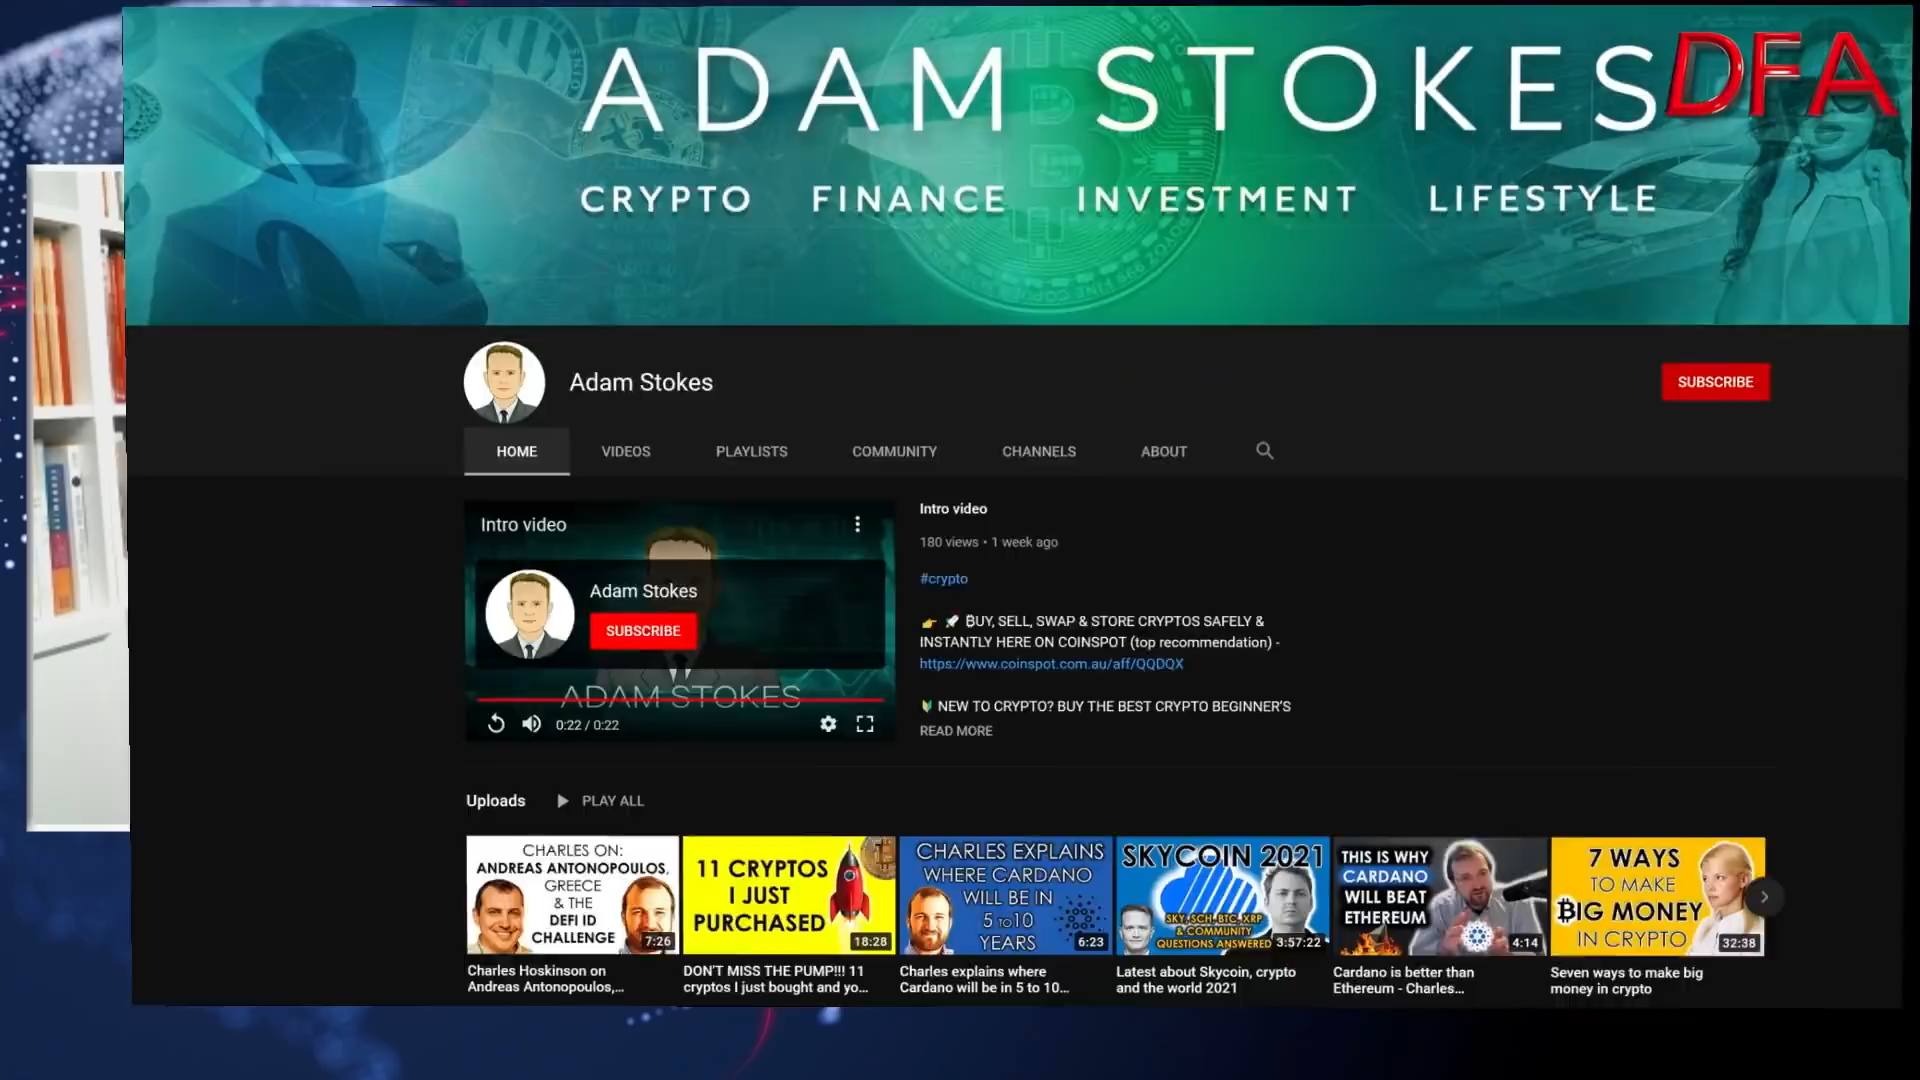 ADAM STOKES
DFA
CRYPTO FINANCE INVESTMENT LIFESTYLE
Adam Stokes
SUBSCRIBE
HOME VIDEOS PLAYLISTS COMMUNITY CHANNELS ABOUT
Intro video
Adam Stokes
SUBSCRIBE
ADAM STOKES
0:22 / 0:22
Intro video
180 views • 1 week ago
#crypto
👉 🚀 ₿UY, SELL, SWAP & STORE CRYPTOS SAFELY &
INSTANTLY HERE ON COINSPOT (top recommendation) -
https://www.coinspot.com.au/aff/QQDQX
🔰 NEW TO CRYPTO? BUY THE BEST CRYPTO BEGINNER'S
READ MORE
Uploads PLAY ALL
CHARLES ON:
ANDREAS ANTONOPOULOS,
GREECE
& THE
DEFI ID
CHALLENGE
7:26
Charles Hoskinson on
Andreas Antonopoulos,...
11 CRYPTOS
I JUST
PURCHASED
18:28
DON'T MISS THE PUMP!!! 11
cryptos I just bought and yo...
CHARLES EXPLAINS
WHERE CARDANO
WILL BE IN
5 TO 10
YEARS
6:23
Charles explains where
Cardano will be in 5 to 10...
SKYCOIN 2021
SKY, SCH, BTC, XRP
& COMMUNITY
QUESTIONS ANSWERED
3:57:22
Latest about Skycoin, crypto
and the world 2021
THIS IS WHY
CARDANO
WILL BEAT
ETHEREUM
4:14
Cardano is better than
Ethereum - Charles...
7 WAYS
TO MAKE
₿IG MONEY
IN CRYPTO
32:38
Seven ways to make big
money in crypto